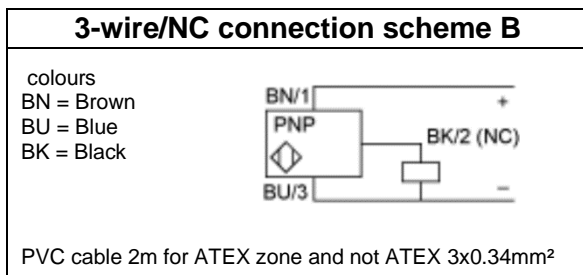 3-wire/NC connection scheme B
colours
BN = Brown
BU = Blue
BK = Black
BN/1
+
PNP
BK/2 (NC)
BU/3
–
PVC cable 2m for ATEX zone and not ATEX 3x0.34mm²